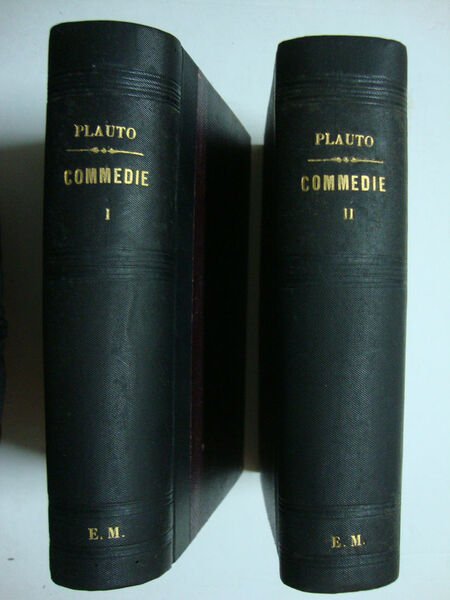 PLAUTO
COMMEDIE
I
E. M.
PLAUTO
COMMEDIE
II
E. M.